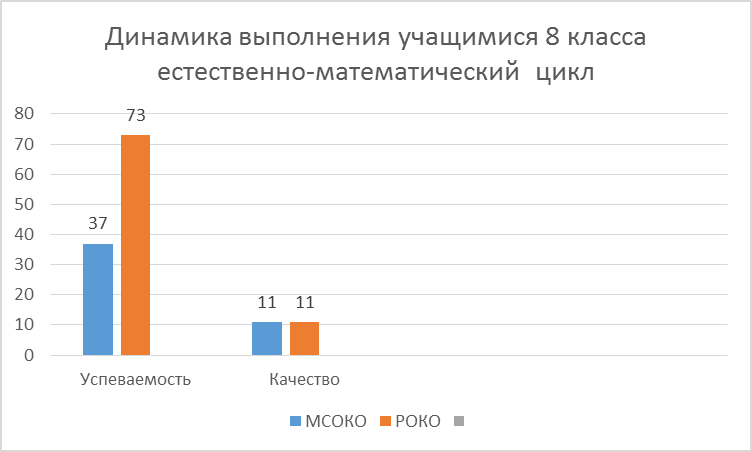 Динамика выполнения учащимися 8 класса
естественно-математический цикл
80
70
60
50
40
30
20
10
0
37
73
11
11
Успеваемость
Качество
МСОКО
РОКО